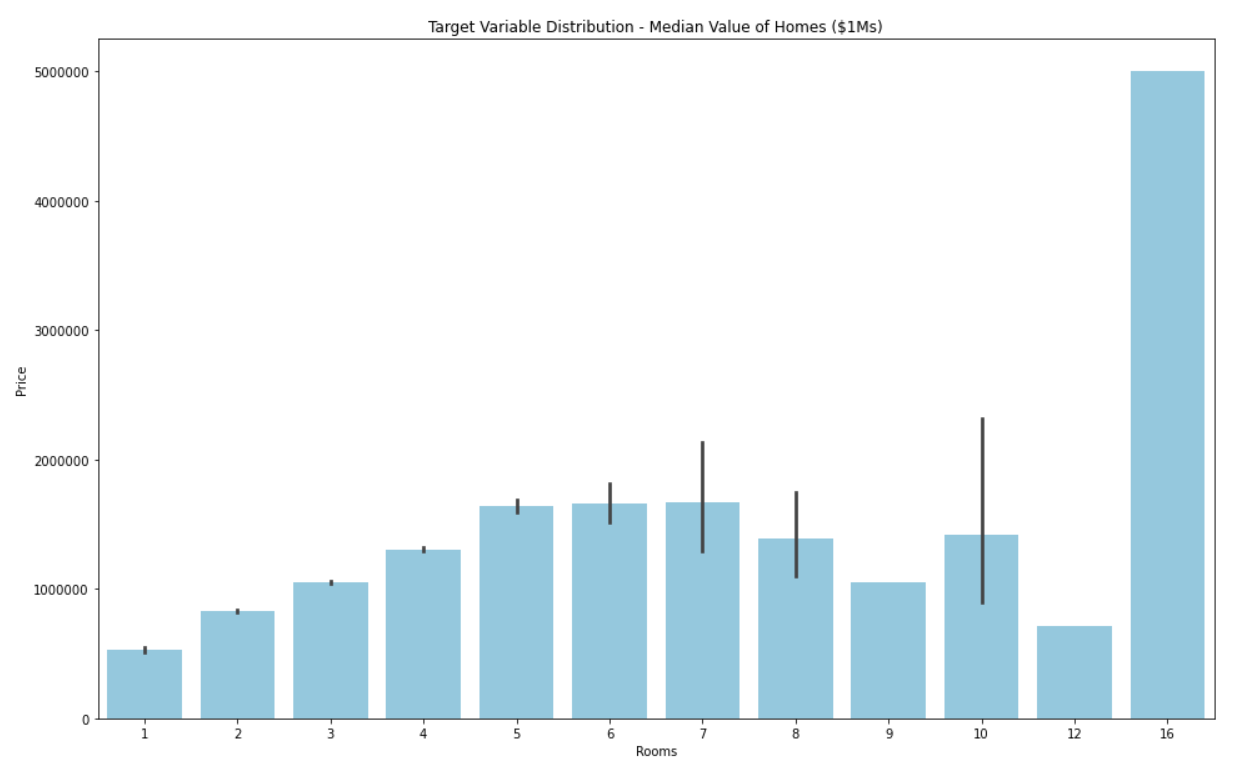 Target Variable Distribution - Median Value of Homes ($1Ms)
5000000
4000000
3000000
2000000
1000000
0
Price
1 2 3 4 5 6 7 8 9 10 12 16
Rooms